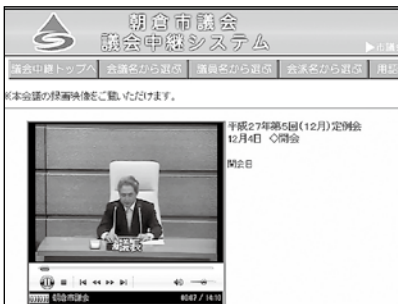 朝倉市議会
議会中継システム
議会中継トップへ 会議名から選ぶ 議員名から選ぶ 会派名から選ぶ
※本会議の録画映像をご覧いただけます。
平成27年第5回(12月)定例会
12月4日 ◇開会
開会日
議長
朝倉市議会